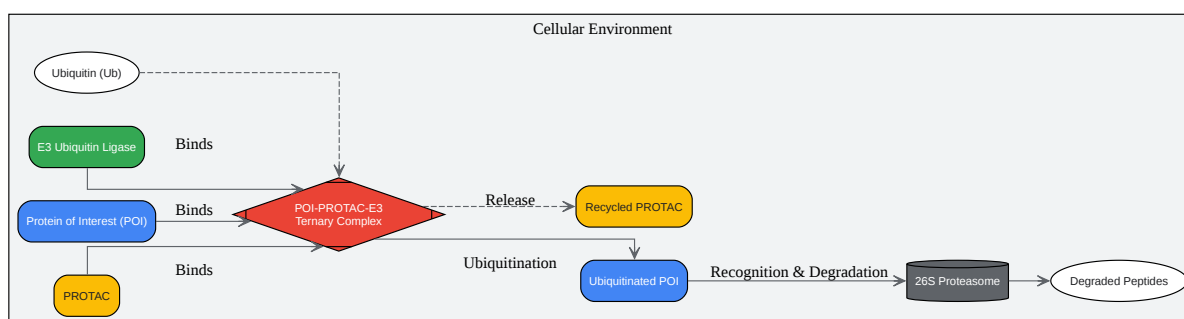 Cellular Environment
Ubiquitin (Ub)
E3 Ubiquitin Ligase
Binds
POI-PROTAC-E3
Ternary Complex
Release
Recycled PROTAC
Protein of Interest (POI)
Binds
Binds
PROTAC
Ubiquitination
Ubiquitinated POI
Recognition & Degradation
26S Proteasome
Degraded Peptides